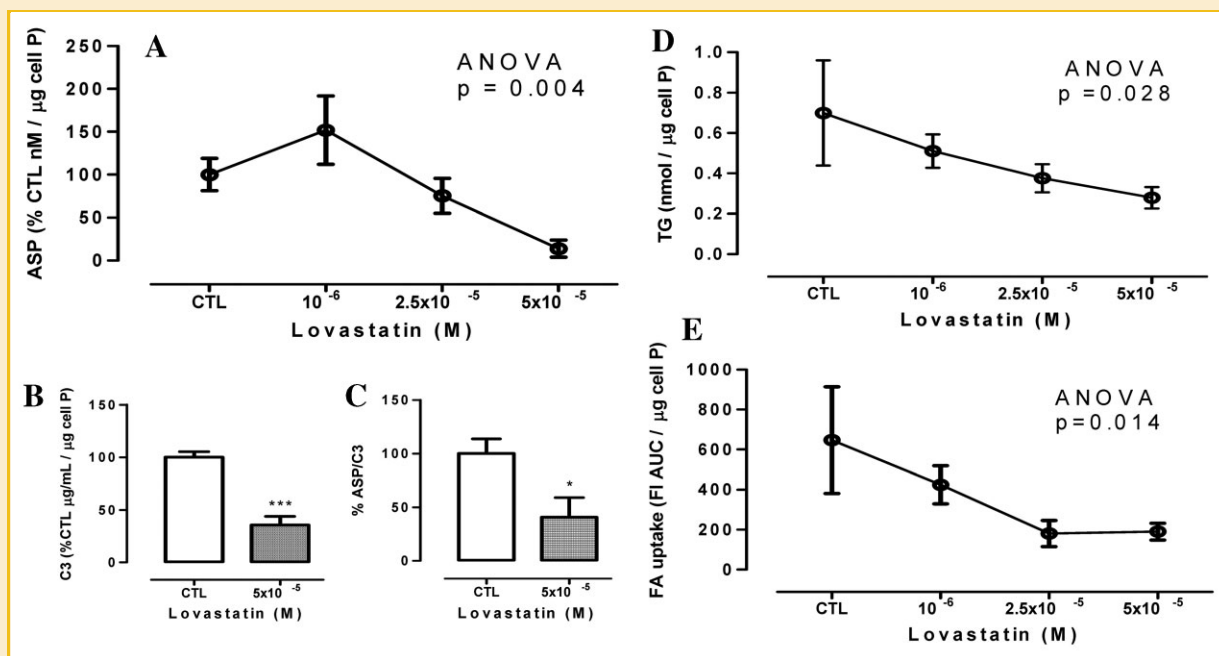 A
ANOVA
p = 0.004
ASP (% CTL nM / μg cell P)
250
200
150
100
50
0
CTL 10⁻⁶ 2.5x10⁻⁵ 5x10⁻⁵
Lovastatin (M)
B
C3 (%CTL μg/mL / μg cell P)
150
100
50
0
***
CTL 5x10⁻⁵
Lovastatin (M)
C
% ASP/C3
150
100
50
0
*
CTL 5x10⁻⁵
Lovastatin (M)
D
ANOVA
p =0.028
TG (nmol / μg cell P)
1.0
0.8
0.6
0.4
0.2
0.0
CTL 10⁻⁶ 2.5x10⁻⁵ 5x10⁻⁵
Lovastatin (M)
E
ANOVA
p=0.014
FA uptake (FI AUC / μg cell P)
1000
800
600
400
200
0
CTL 10⁻⁶ 2.5x10⁻⁵ 5x10⁻⁵
Lovastatin (M)